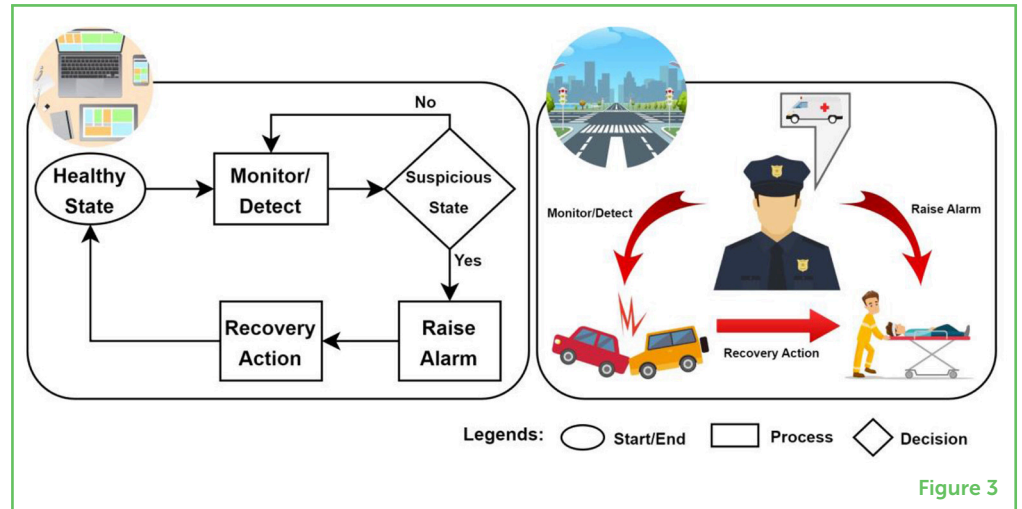 No
Healthy
State
Monitor/
Detect
Suspicious
State
Yes
Recovery
Action
Raise
Alarm
Monitor/Detect
Raise Alarm
Recovery Action
Legends:
Start/End
Process
Decision
Figure 3